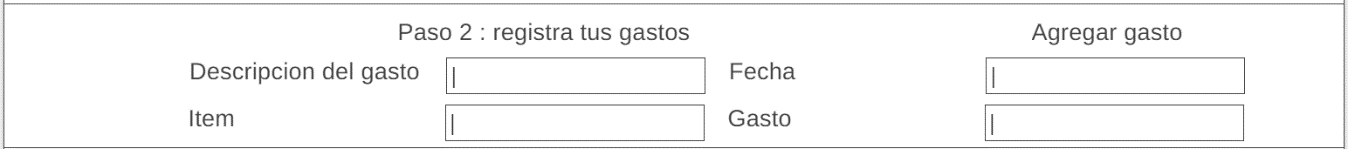 Paso 2 : registra tus gastos Agregar gasto
Descripcion del gasto Fecha
Item Gasto